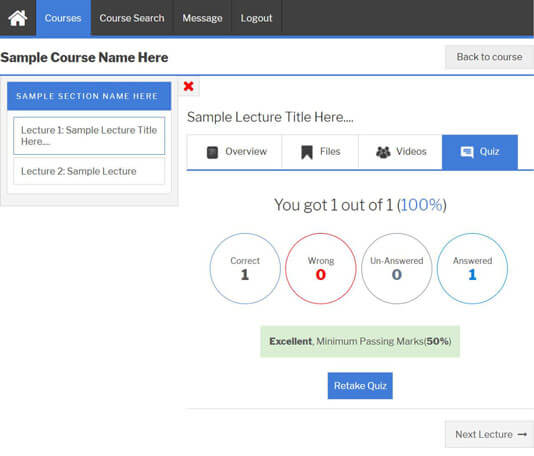 Courses Course Search Message Logout
Sample Course Name Here
Back to course
SAMPLE SECTION NAME HERE
Lecture 1: Sample Lecture Title
Here....
Lecture 2: Sample Lecture
Sample Lecture Title Here....
Overview Files Videos Quiz
You got 1 out of 1 (100%)
Correct Wrong Un-Answered Answered
1 0 0 1
Excellent, Minimum Passing Marks(50%)
Retake Quiz
Next Lecture →